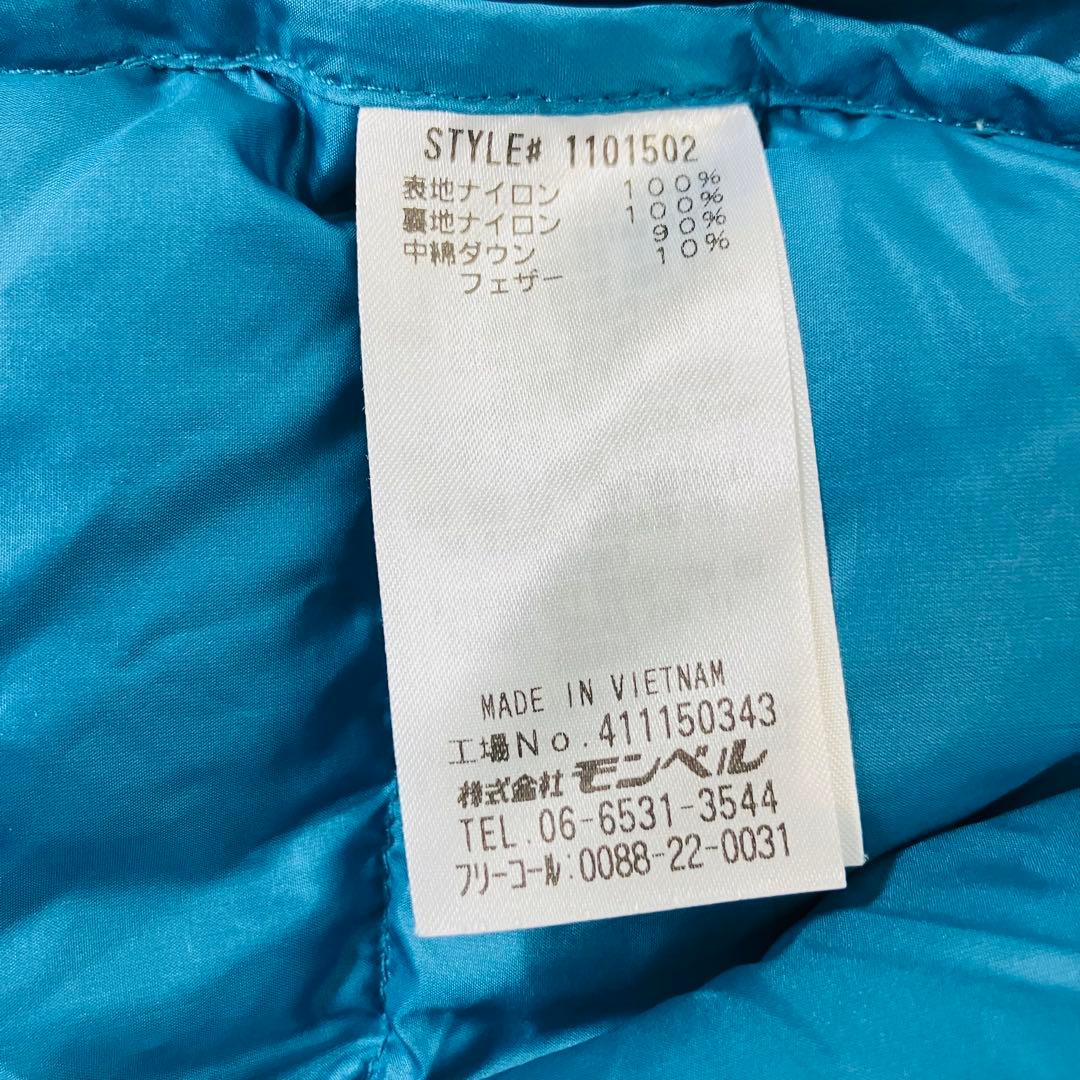 STYLE# 1101502
表地ナイロン 100%
裏地ナイロン 100%
中綿ダウン 90%
フェザー 10%
MADE IN VIETNAM
工場No.411150343
株式会社 モンベル
TEL.06-6531-3544
フリーコール:0088-22-0031